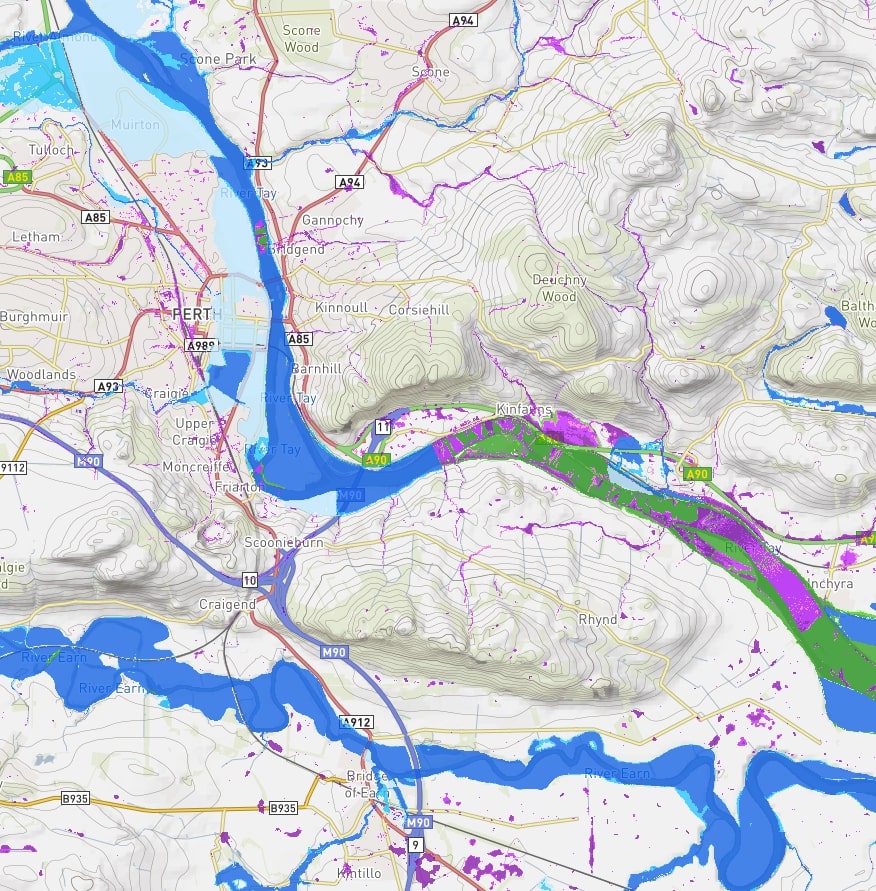 River Almond
A94
Scone
Wood
Scone Park
Scone
Muirton
Tulloch
A93
A85
A94
River Tay
A85
Gannochy
Letham
Bridgend
Deuchny
Wood
Kinnoull
Corsiehill
Burghmuir
PERTH
A989
A85
Woodlands
Barnhill
A93
Craigie
River Tay
Kinfauns
Upper
Craigie
11
River Tay
M90
A90
9112
Moncreiffe
A90
Friarton
M90
Scoonieburn
River Tay
10
Inchyra
Craigend
Rhynd
River Earn
M90
River Earn
A912
River Earn
Bridge
of Earn
B935
B935
M90
9
Kintillo